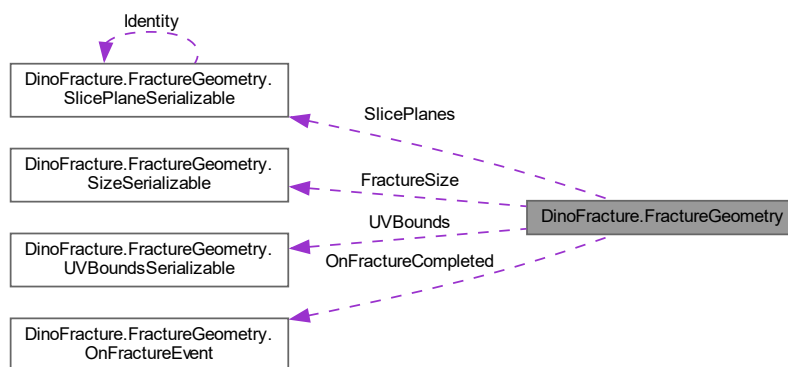 Identity
DinoFracture.FractureGeometry.
SlicePlaneSerializable
SlicePlanes
DinoFracture.FractureGeometry.
SizeSerializable
FractureSize
DinoFracture.FractureGeometry
UVBounds
DinoFracture.FractureGeometry.
UVBoundsSerializable
OnFractureCompleted
DinoFracture.FractureGeometry.
OnFractureEvent